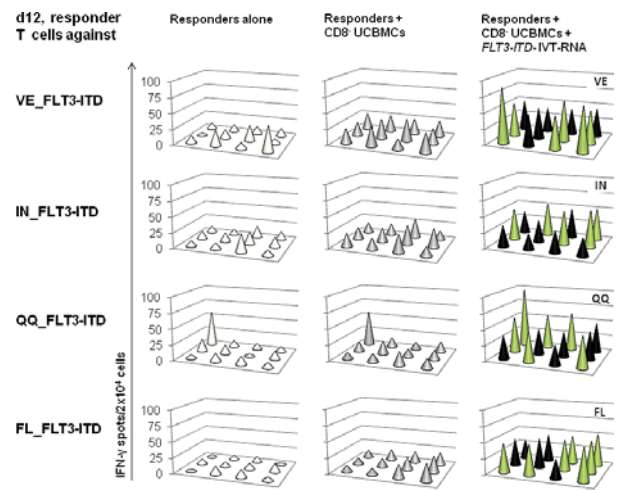 d12, responder
T cells against
Responders alone
Responders +
CD8⁻ UCBMCs
Responders +
CD8⁻ UCBMCs +
FLT3-ITD-IVT-RNA
VE_FLT3-ITD
100
75
50
25
0
VE
IN_FLT3-ITD
100
75
50
25
0
IN
QQ_FLT3-ITD
100
75
50
25
0
QQ
FL_FLT3-ITD
100
75
50
25
0
FL
IFN-γ spots/2x10⁴ cells